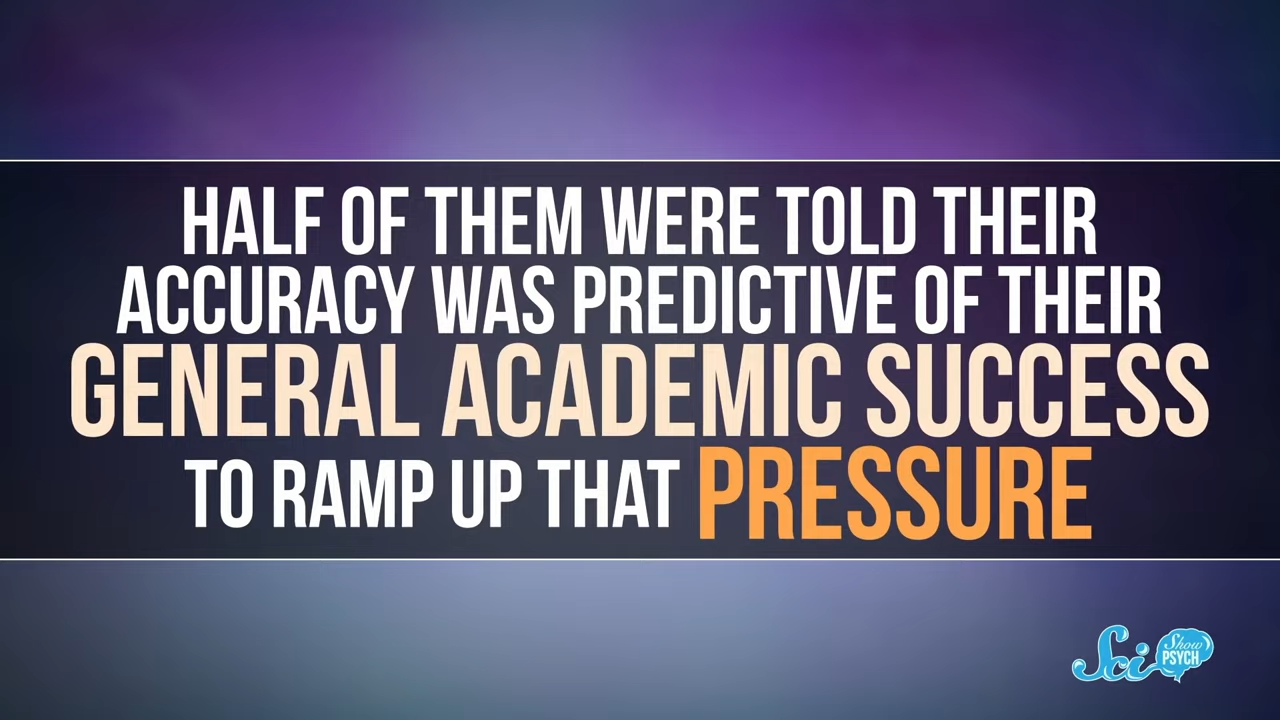 HALF OF THEM WERE TOLD THEIR
ACCURACY WAS PREDICTIVE OF THEIR
GENERAL ACADEMIC SUCCESS
TO RAMP UP THAT PRESSURE
Sci Show
PSYCH